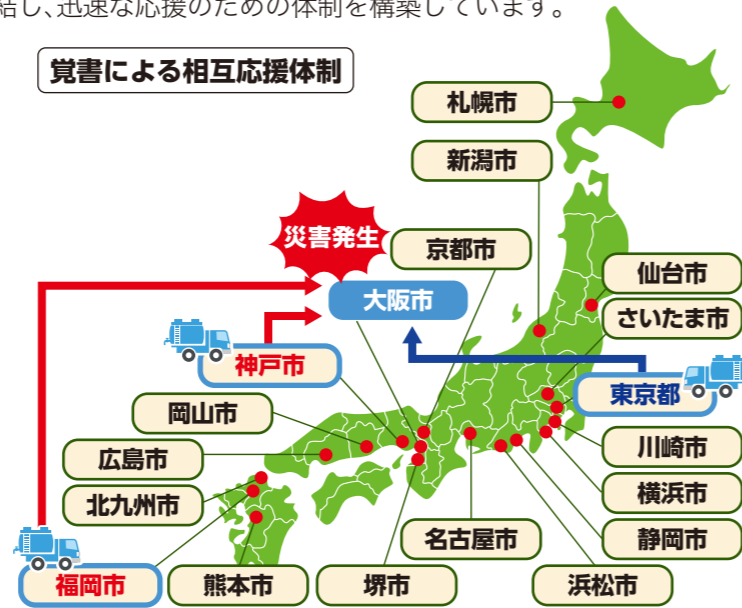 結し、迅速な応援のための体制を構築しています。
覚書による相互応援体制
札幌市
新潟市
災害発生
京都市
仙台市
大阪市
さいたま市
神戸市
東京都
岡山市
川崎市
広島市
横浜市
北九州市
名古屋市
静岡市
福岡市
熊本市
堺市
浜松市